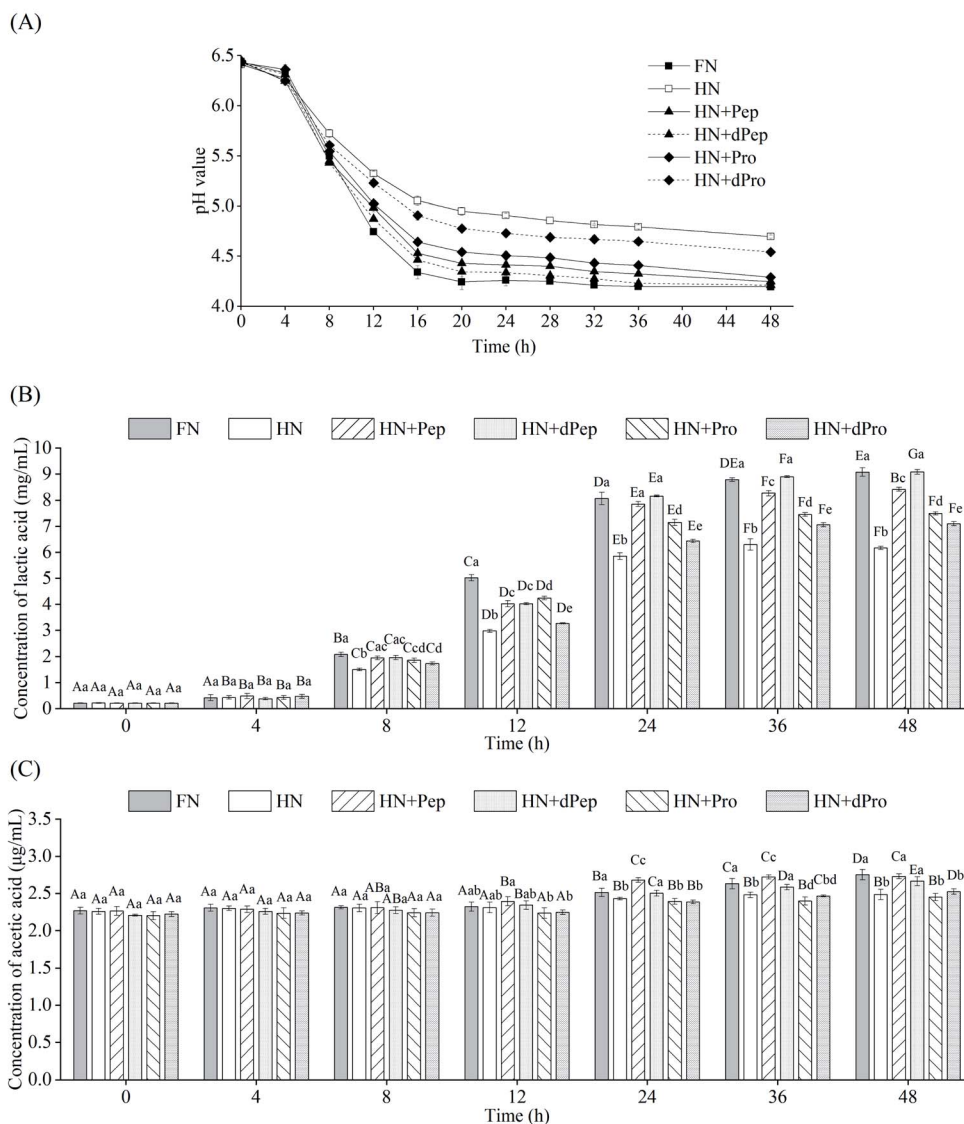 (A)
6.5
6.0
5.5
5.0
4.5
4.0
pH value
FN
HN
HN+Pep
HN+dPep
HN+Pro
HN+dPro
0 4 8 12 16 20 24 28 32 36 40 44 48
Time (h)
(B)
FN HN HN+Pep HN+dPep HN+Pro HN+dPro
Concentration of lactic acid (mg/mL)
10
9
8
7
6
5
4
3
2
1
0
Aa Aa Aa Aa Aa Aa
Aa Ba Ba Ba Ba Ba
Ba Cb Cac Cac Ccd Cd
Ca Db Dc Dc Dd De
Da Eb Ea Ea Ed Ee
DEa Fb Fc Fa Fd Fe
Ea Fb Bc Ga Fd Fe
0 4 8 12 24 36 48
Time (h)
(C)
FN HN HN+Pep HN+dPep HN+Pro HN+dPro
Concentration of acetic acid (µg/mL)
3.5
3.0
2.5
2.0
1.5
1.0
0.5
0.0
Aa Aa Aa Aa Aa Aa
Aa Aa Aa Aa Aa Aa
Aa Aa ABa ABa Aa Aa
Aab Aab Ba Bab Ab Ab
Ba Bb Cc Ca Bb Bb
Ca Bb Cc Da Bd Cbd
Da Bb Ca Ea Bb Db
0 4 8 12 24 36 48
Time (h)